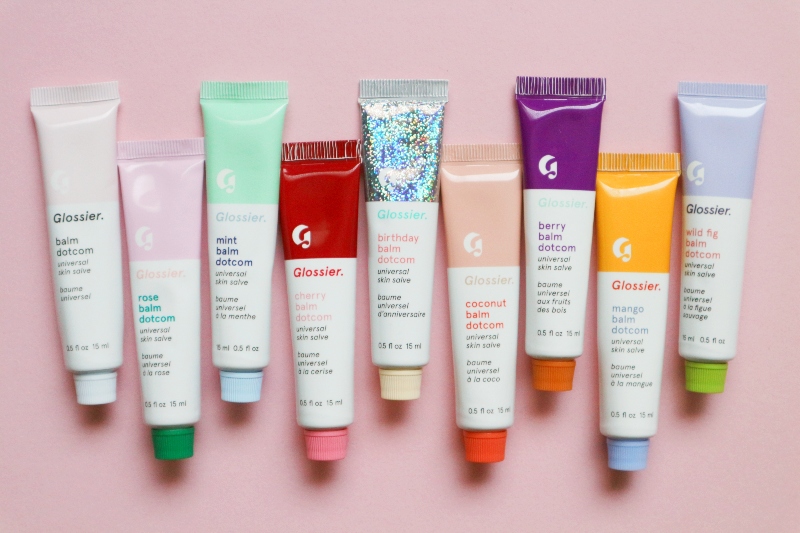 Glossier.
balm
dotcom
universal
skin salve
baume
universel
0.5 fl oz 15 ml
Glossier.
rose
balm
dotcom
universal
skin salve
baume
universel
à la rose
0.5 fl oz 15 ml
Glossier.
mint
balm
dotcom
universal
skin salve
baume
universel
à la menthe
15 ml 0.5 fl oz
Glossier.
cherry
balm
dotcom
universal
skin salve
baume
universel
à la cerise
0.5 fl oz 15 ml
Glossier.
birthday
balm
dotcom
universal
skin salve
baume
universel
d'anniversaire
0.5 fl oz 15 ml
Glossier.
coconut
balm
dotcom
universal
skin salve
baume
universel
à la coco
0.5 fl oz 15 ml
Glossier.
berry
balm
dotcom
universal
skin salve
baume
universel
aux fruits
des bois
0.5 fl oz 15 ml
Glossier.
mango
balm
dotcom
universal
skin salve
baume
universel
à la mangue
0.5 fl oz 15 ml
Glossier.
wild fig
balm
dotcom
universal
skin salve
baume
universel
à la figue
sauvage
15 ml 0.5 fl oz